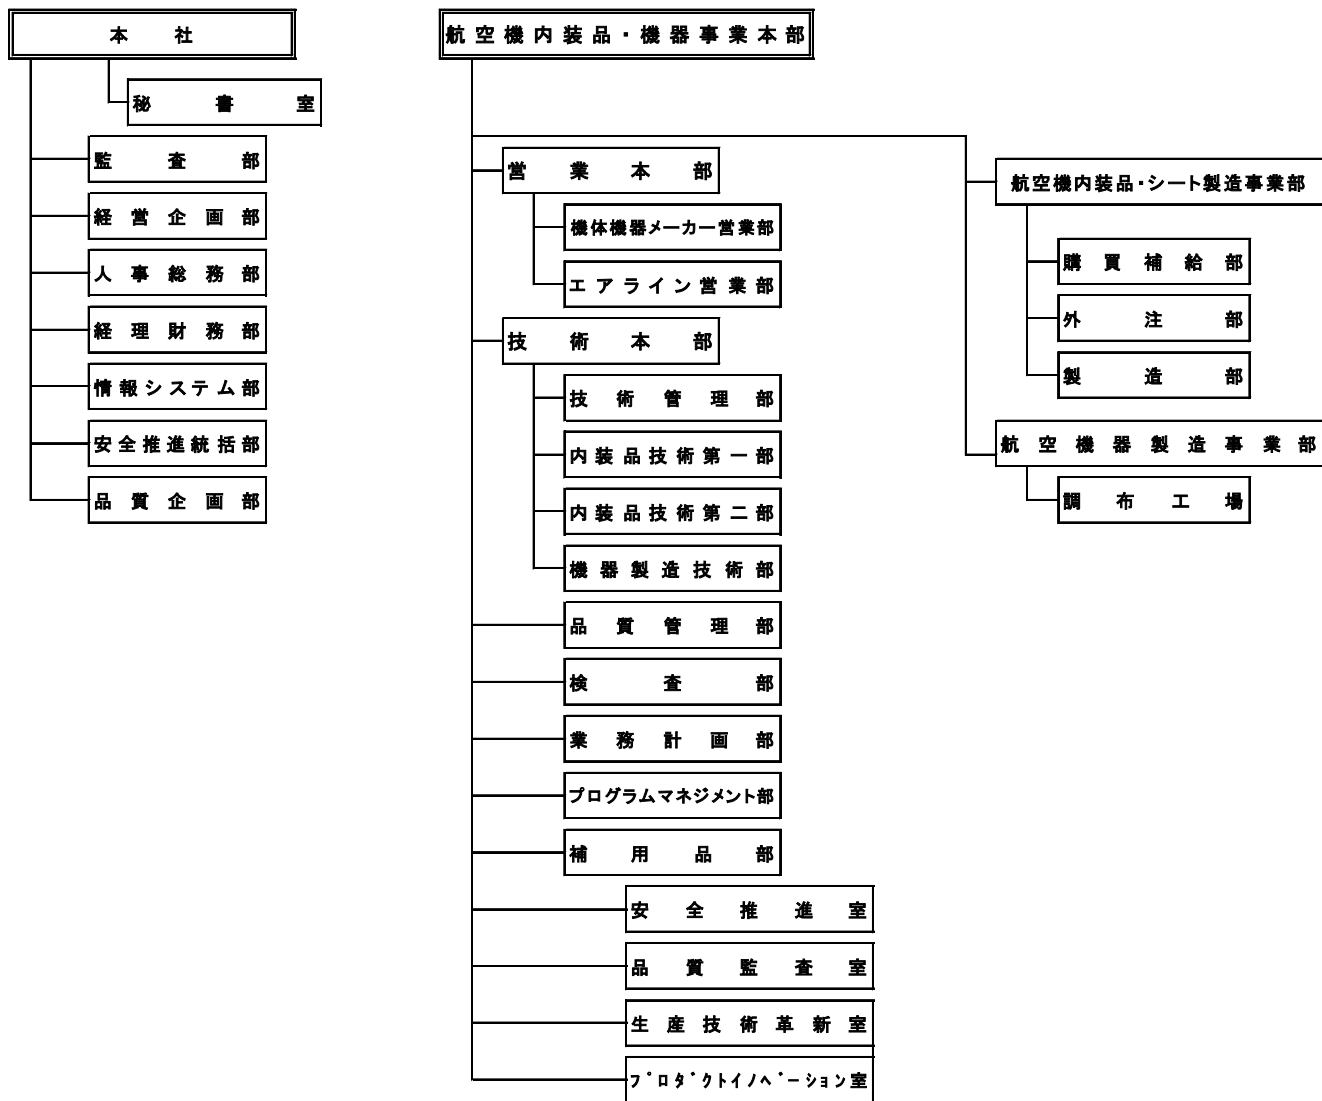 本社
秘書室
監査部
経営企画部
人事総務部
経理財務部
情報システム部
安全推進統括部
品質企画部
航空機内装品・機器事業本部
営業本部
機体機器メーカー営業部
エアライン営業部
技術本部
技術管理部
内装品技術第一部
内装品技術第二部
機器製造技術部
品質管理部
検査部
業務計画部
プログラムマネジメント部
補用品部
安全推進室
品質監査室
生産技術革新室
プロダクトイノベーション室
航空機内装品・シート製造事業部
購買補給部
外注部
製造部
航空機器製造事業部
調布工場